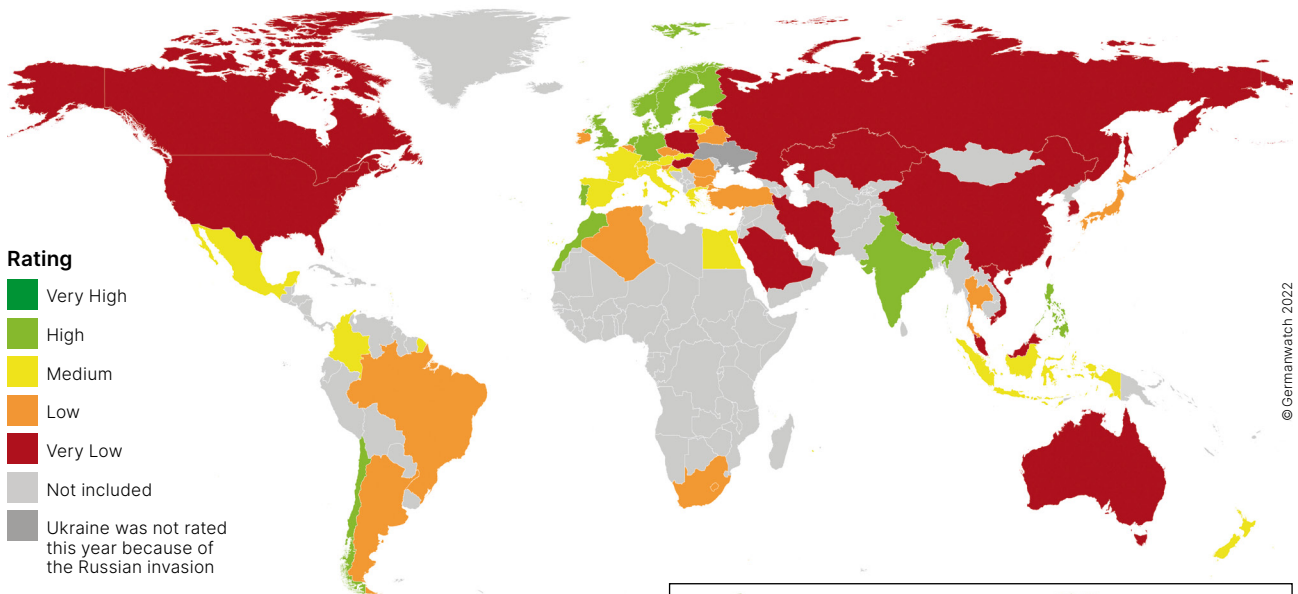 Rating
Very High
High
Medium
Low
Very Low
Not included
Ukraine was not rated
this year because of
the Russian invasion
© Germanwatch 2022